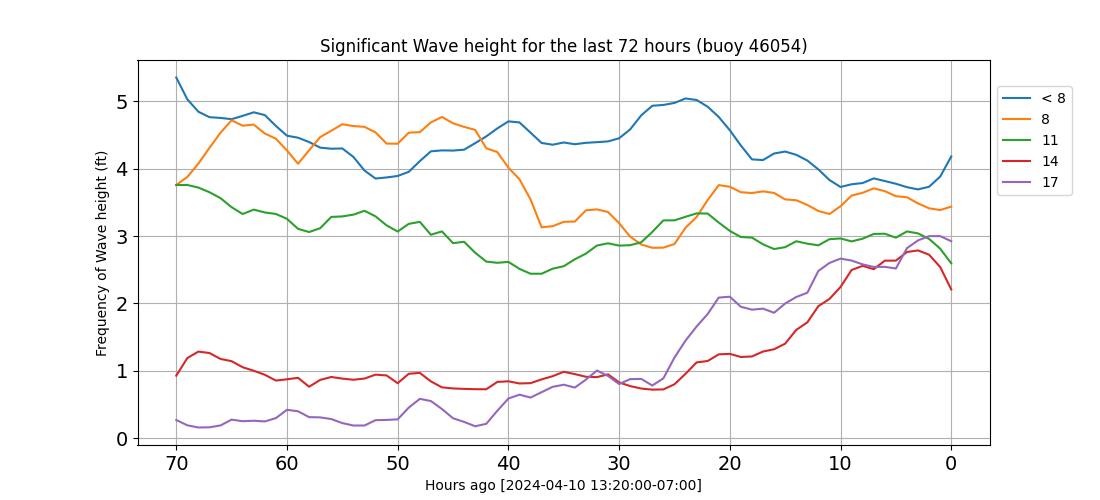 Significant Wave height for the last 72 hours (buoy 46054)
Frequency of Wave height (ft)
5
4
3
2
1
0
70 60 50 40 30 20 10 0
Hours ago [2024-04-10 13:20:00-07:00]
< 8
8
11
14
17